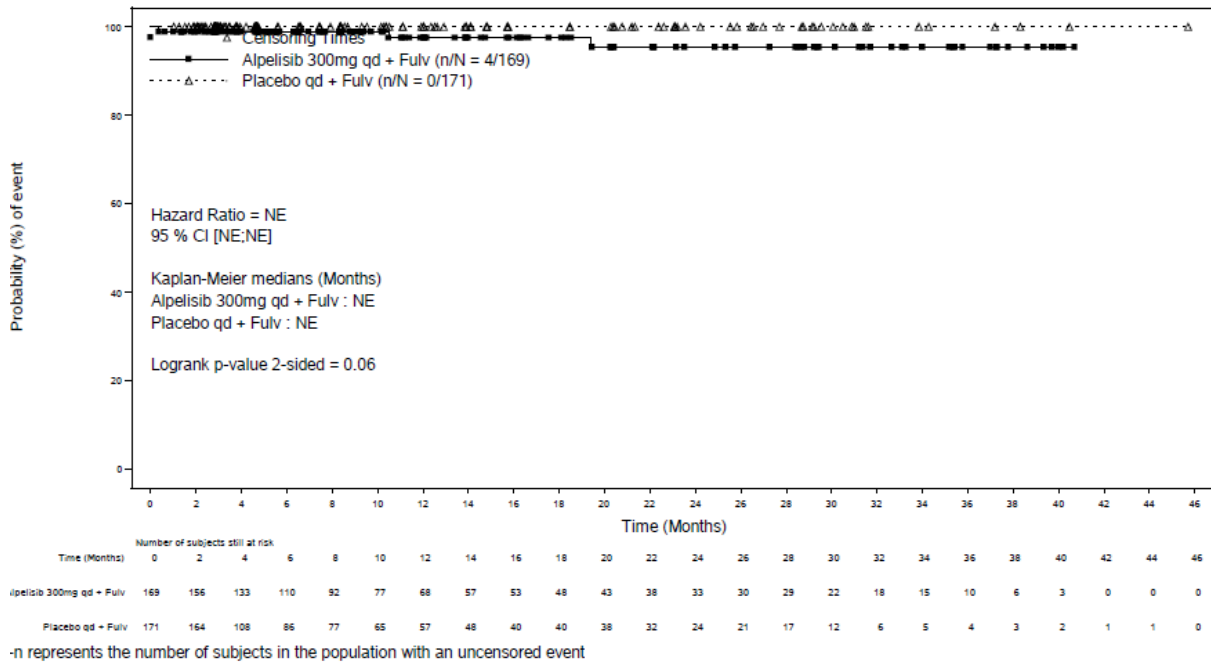 Probability (%) of event
100
80
60
40
20
0
Censoring Times
Alpelisib 300mg qd + Fulv (n/N = 4/169)
Placebo qd + Fulv (n/N = 0/171)
Hazard Ratio = NE
95 % CI [NE;NE]
Kaplan-Meier medians (Months)
Alpelisib 300mg qd + Fulv : NE
Placebo qd + Fulv : NE
Logrank p-value 2-sided = 0.06
0 2 4 6 8 10 12 14 16 18 20 22 24 26 28 30 32 34 36 38 40 42 44 46
Time (Months)
Number of subjects still at risk
Time (Months) 0 2 4 6 8 10 12 14 16 18 20 22 24 26 28 30 32 34 36 38 40 42 44 46
lpelisib 300mg qd + Fulv 169 156 133 110 92 77 68 57 53 48 43 38 33 30 29 22 18 15 10 6 3 0 0 0
Placebo qd + Fulv 171 164 108 86 77 65 57 48 40 40 38 32 24 21 17 12 6 5 4 3 2 1 1 0
-n represents the number of subjects in the population with an uncensored event